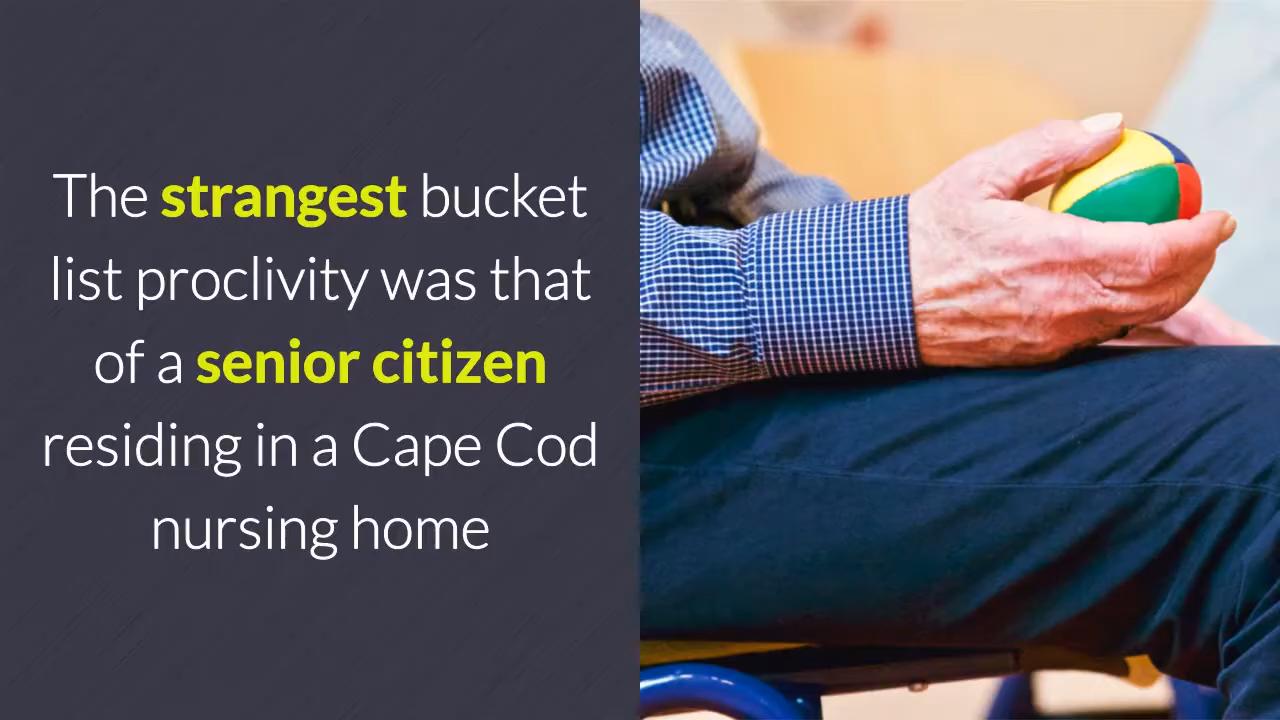 The strangest bucket
list proclivity was that
of a senior citizen
residing in a Cape Cod
nursing home